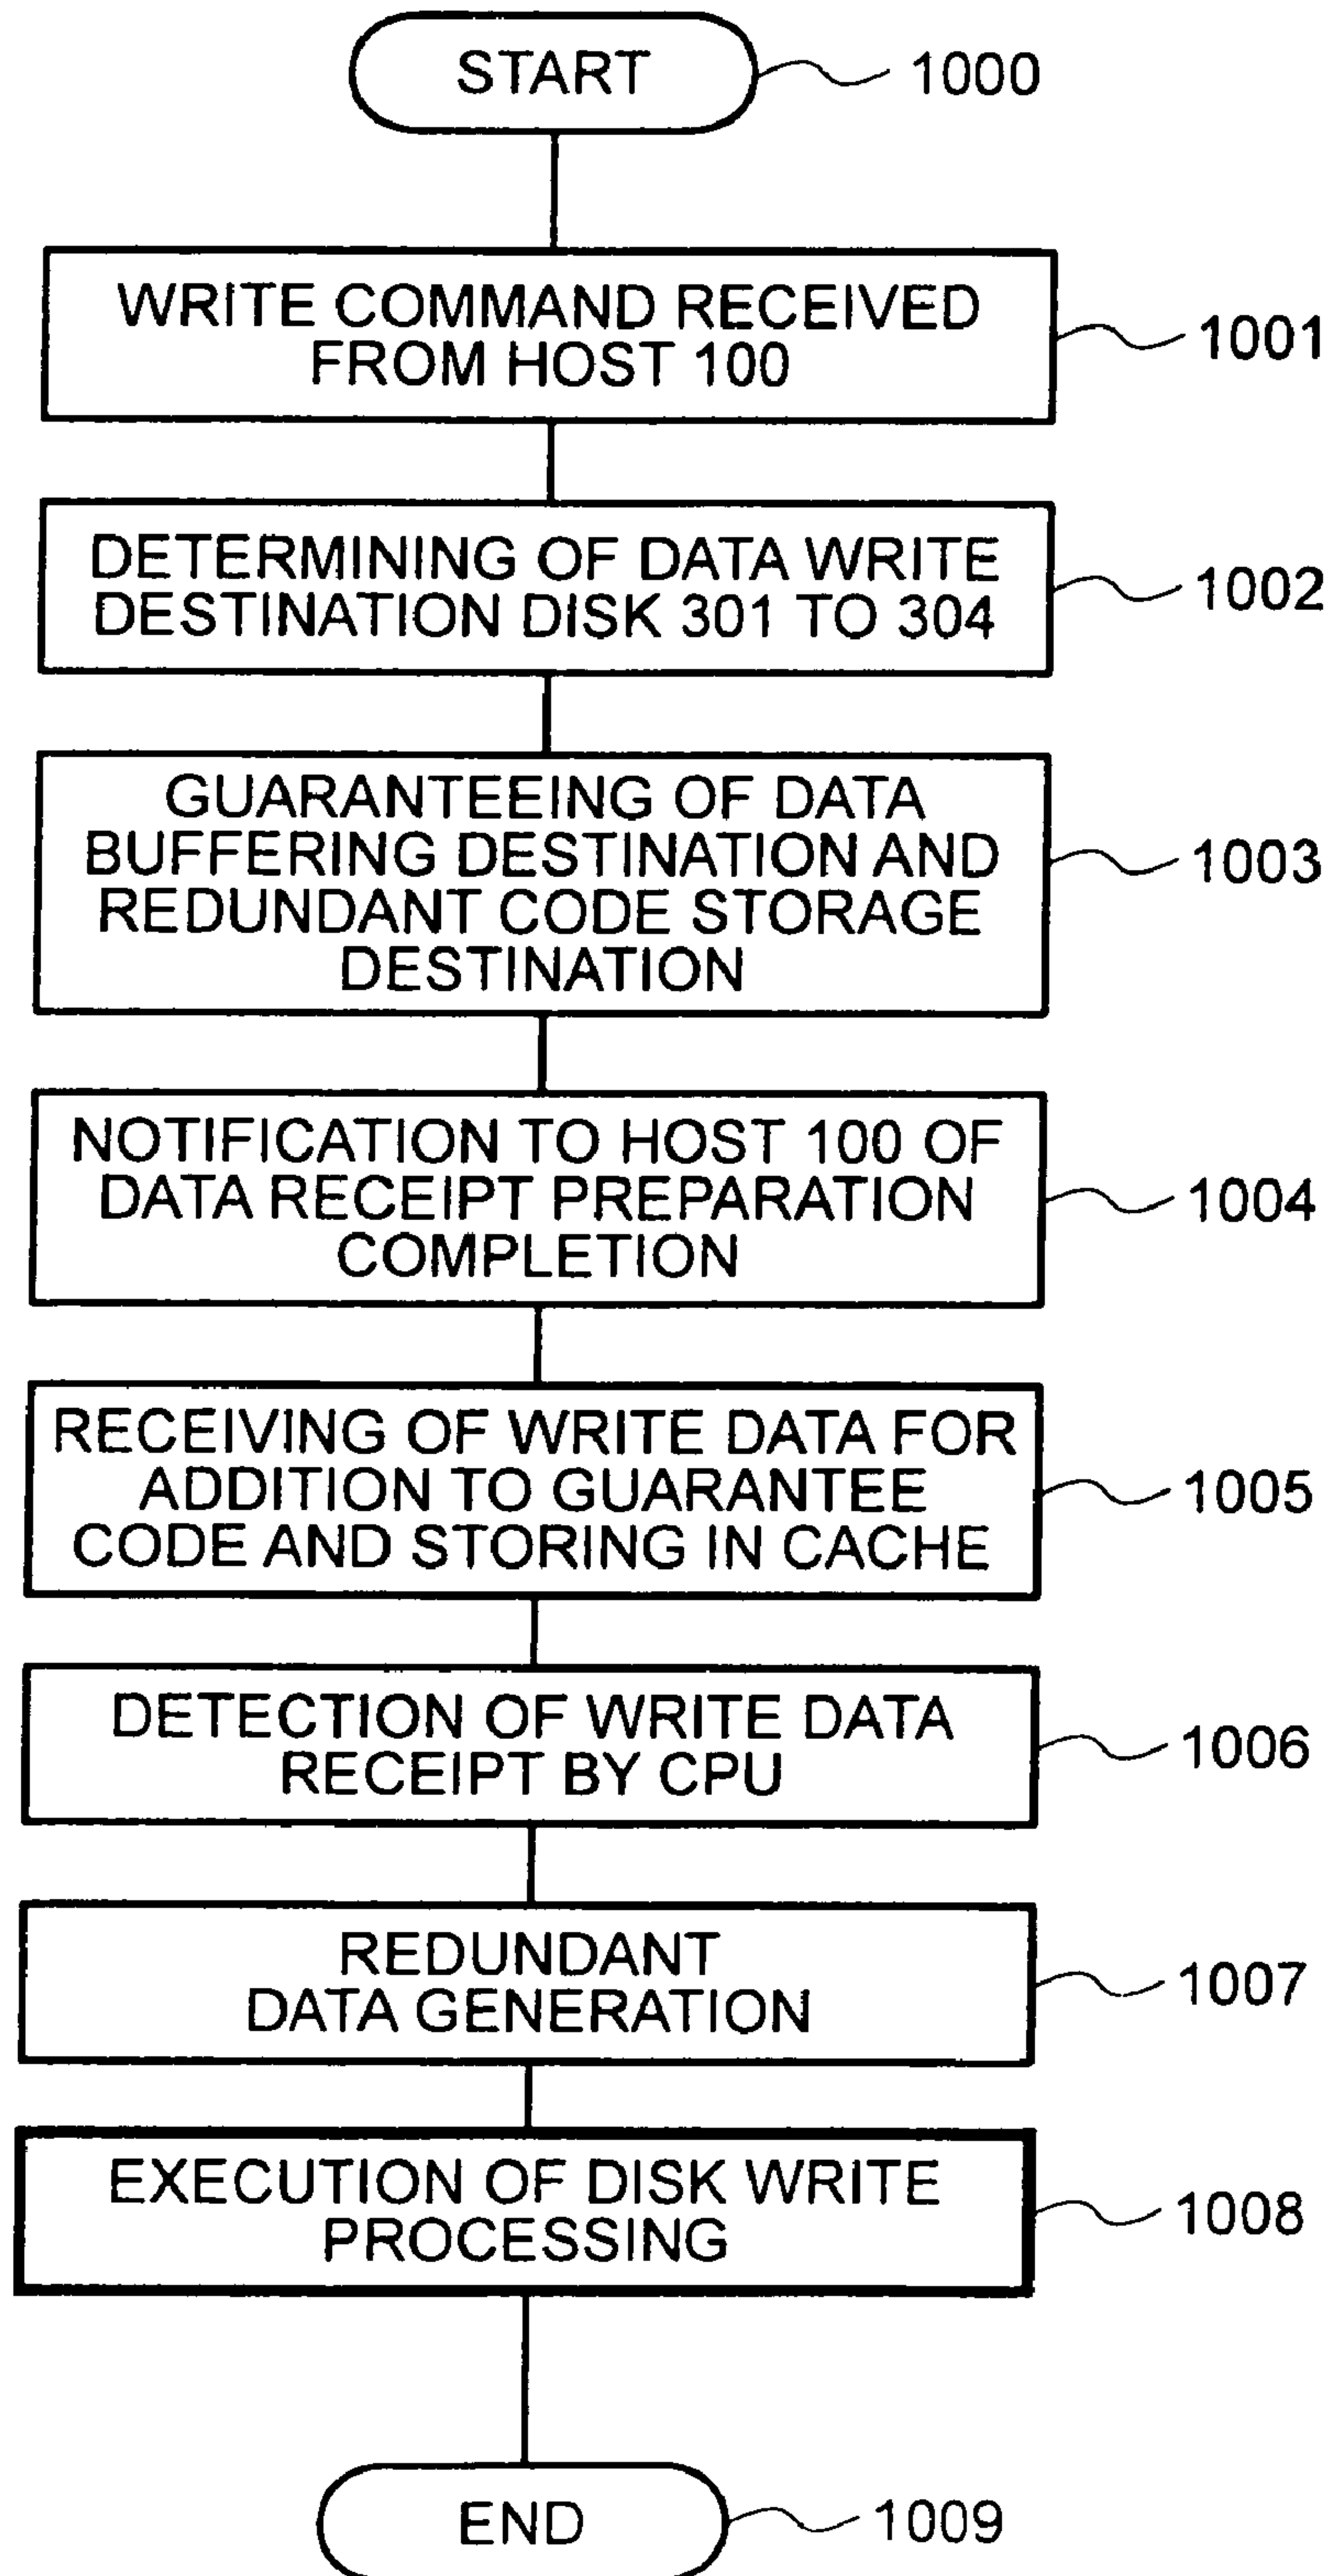 START
1000
WRITE COMMAND RECEIVED
FROM HOST 100
1001
DETERMINING OF DATA WRITE
DESTINATION DISK 301 TO 304
1002
GUARANTEEING OF DATA
BUFFERING DESTINATION AND
REDUNDANT CODE STORAGE
DESTINATION
1003
NOTIFICATION TO HOST 100 OF
DATA RECEIPT PREPARATION
COMPLETION
1004
RECEIVING OF WRITE DATA FOR
ADDITION TO GUARANTEE
CODE AND STORING IN CACHE
1005
DETECTION OF WRITE DATA
RECEIPT BY CPU
1006
REDUNDANT
DATA GENERATION
1007
EXECUTION OF DISK WRITE
PROCESSING
1008
END
1009